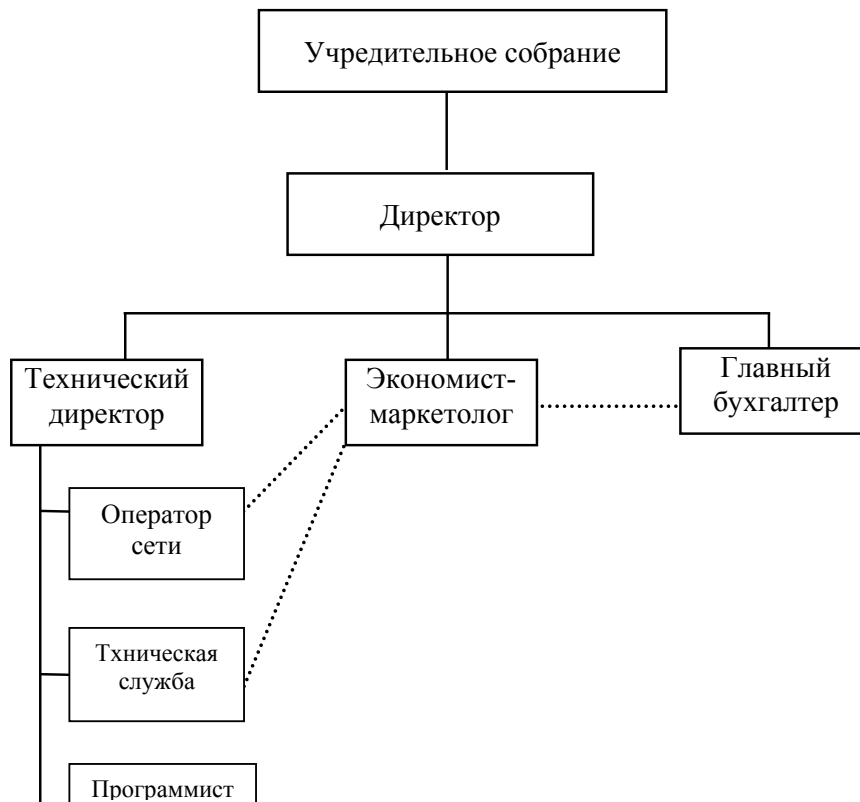 Учредительное собрание
Директор
Технический
директор
Экономист-
маркетолог
Главный
бухгалтер
Оператор
сети
Тхническая
служба
Программист